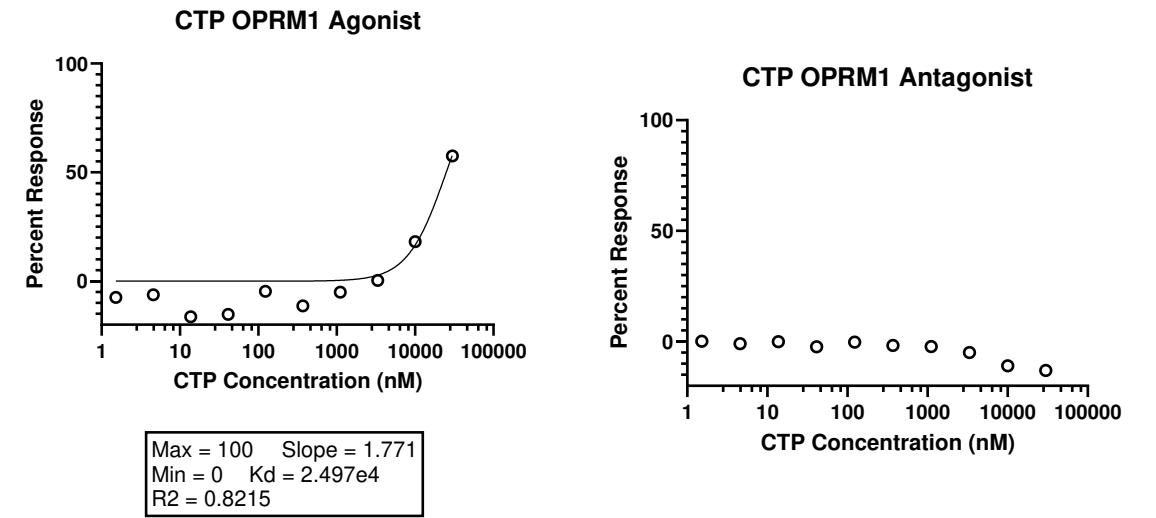 CTP OPRM1 Agonist
100
50
0
Percent Response
1 10 100 1000 10000 100000
CTP Concentration (nM)
Max = 100 Slope = 1.771
Min = 0 Kd = 2.497e4
R2 = 0.8215
CTP OPRM1 Antagonist
100
50
0
Percent Response
1 10 100 1000 10000 100000
CTP Concentration (nM)